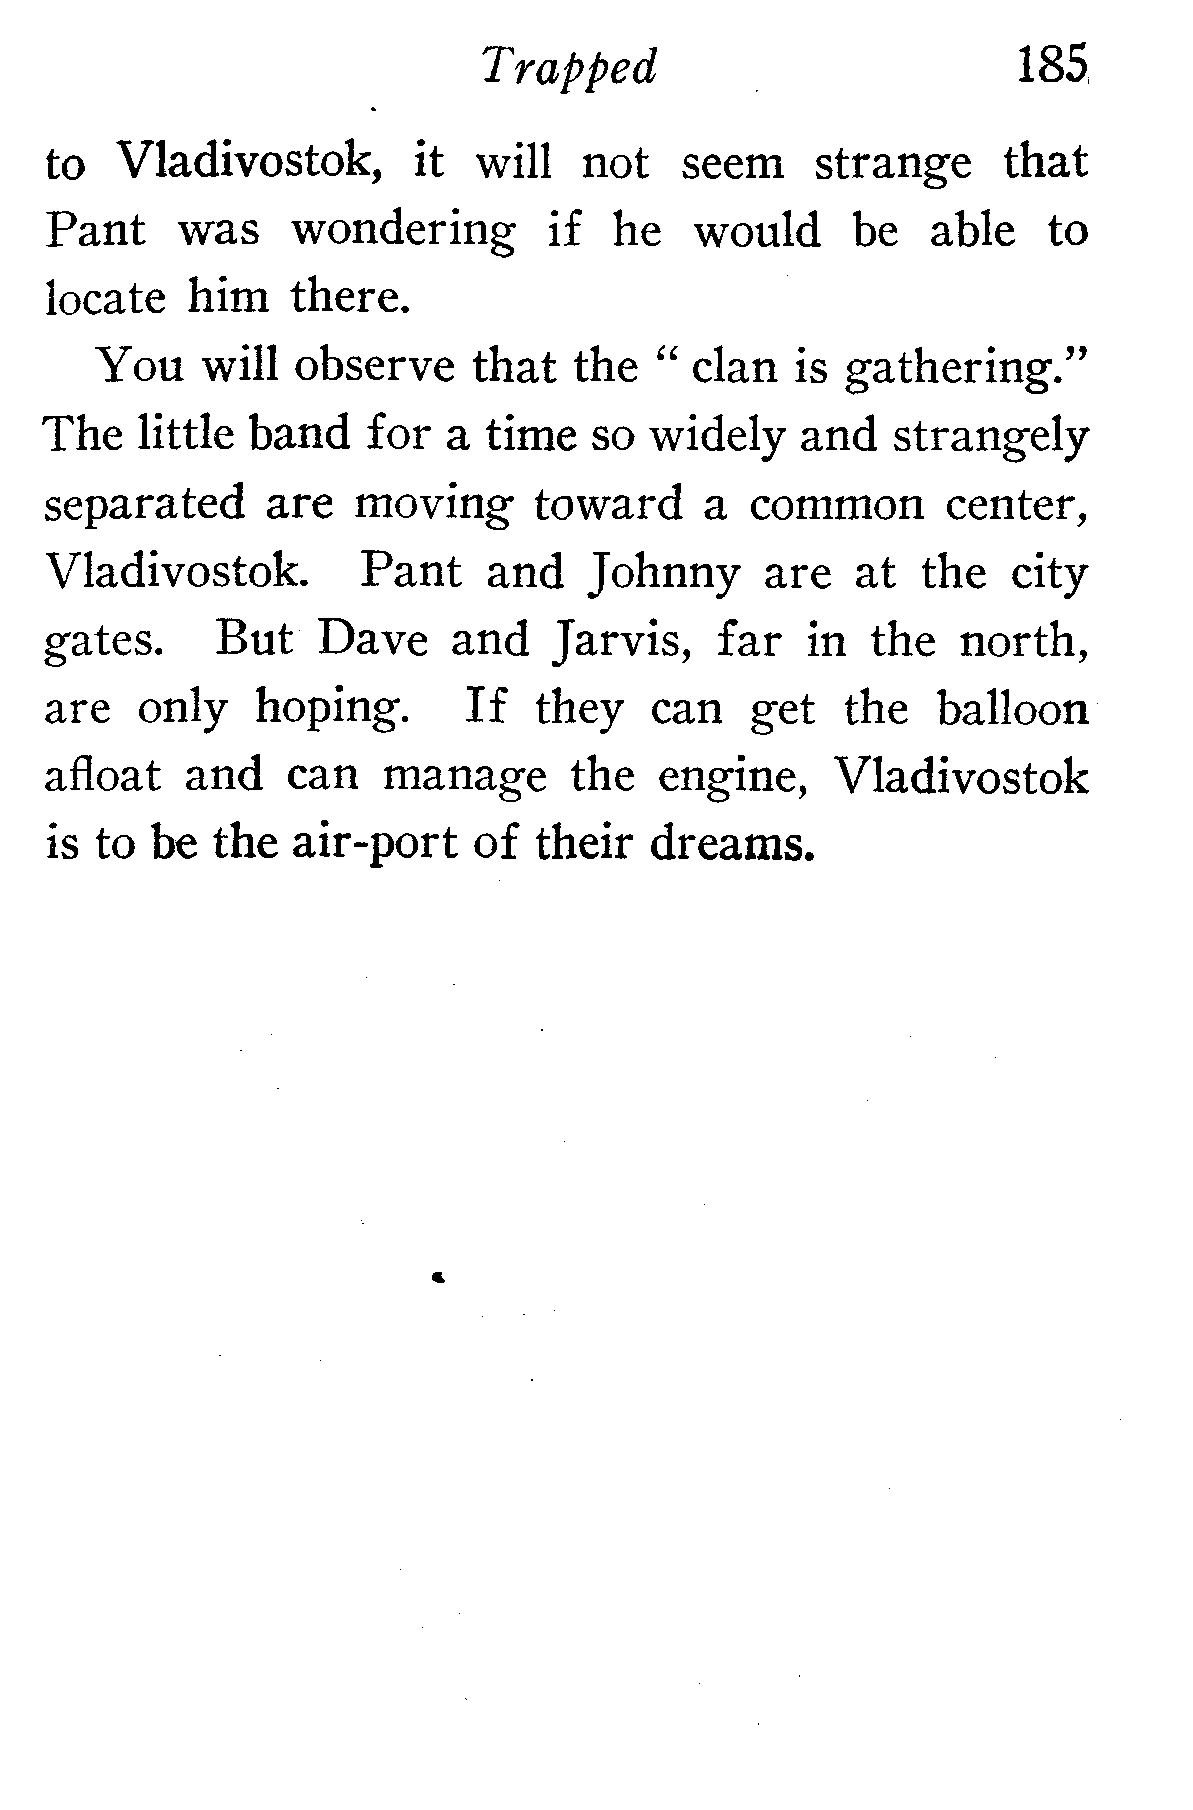 Trapped 185
to Vladivostok, it will not seem strange that
Pant was wondering if he would be able to
locate him there.
You will observe that the “ clan is gathering.”
The little band for a time so widely and strangely
separated are moving toward a common center,
Vladivostok. Pant and Johnny are at the city
gates. But Dave and Jarvis, far in the north,
are only hoping. If they can get the balloon
afloat and can manage the engine, Vladivostok
is to be the air-port of their dreams.